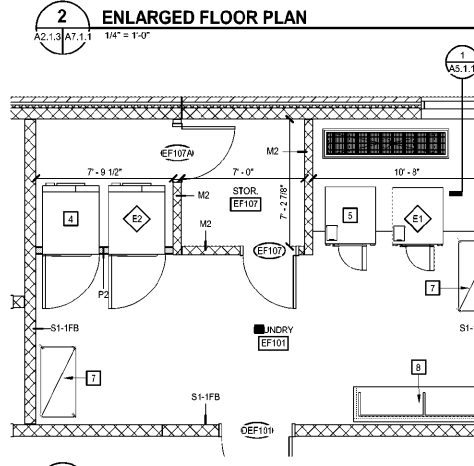 2
ENLARGED FLOOR PLAN
A2.1.3 A7.1.1
1/4" = 1'-0"
1
A5.1.1
EF107A
M2
7' - 9 1/2"
7' - 0"
10' - 8"
M2
STOR.
EF107
7' - 2 7/8"
4
E2
5
E1
M2
EF107
P2
7
S1-1FB
UNDRY
S1-
EF101
7
8
S1-1FB